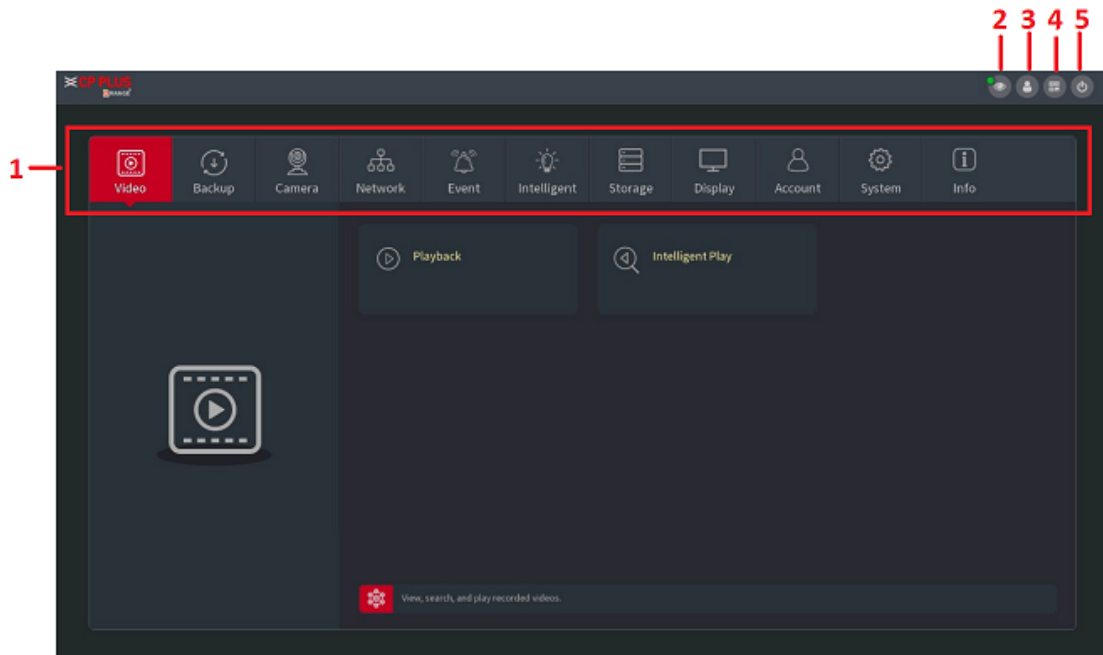 2 3 4 5
CP PLUS
ORANGE
1
Video Backup Camera Network Event Intelligent Storage Display Account System Info
Playback Intelligent Play
View, search, and play recorded videos.